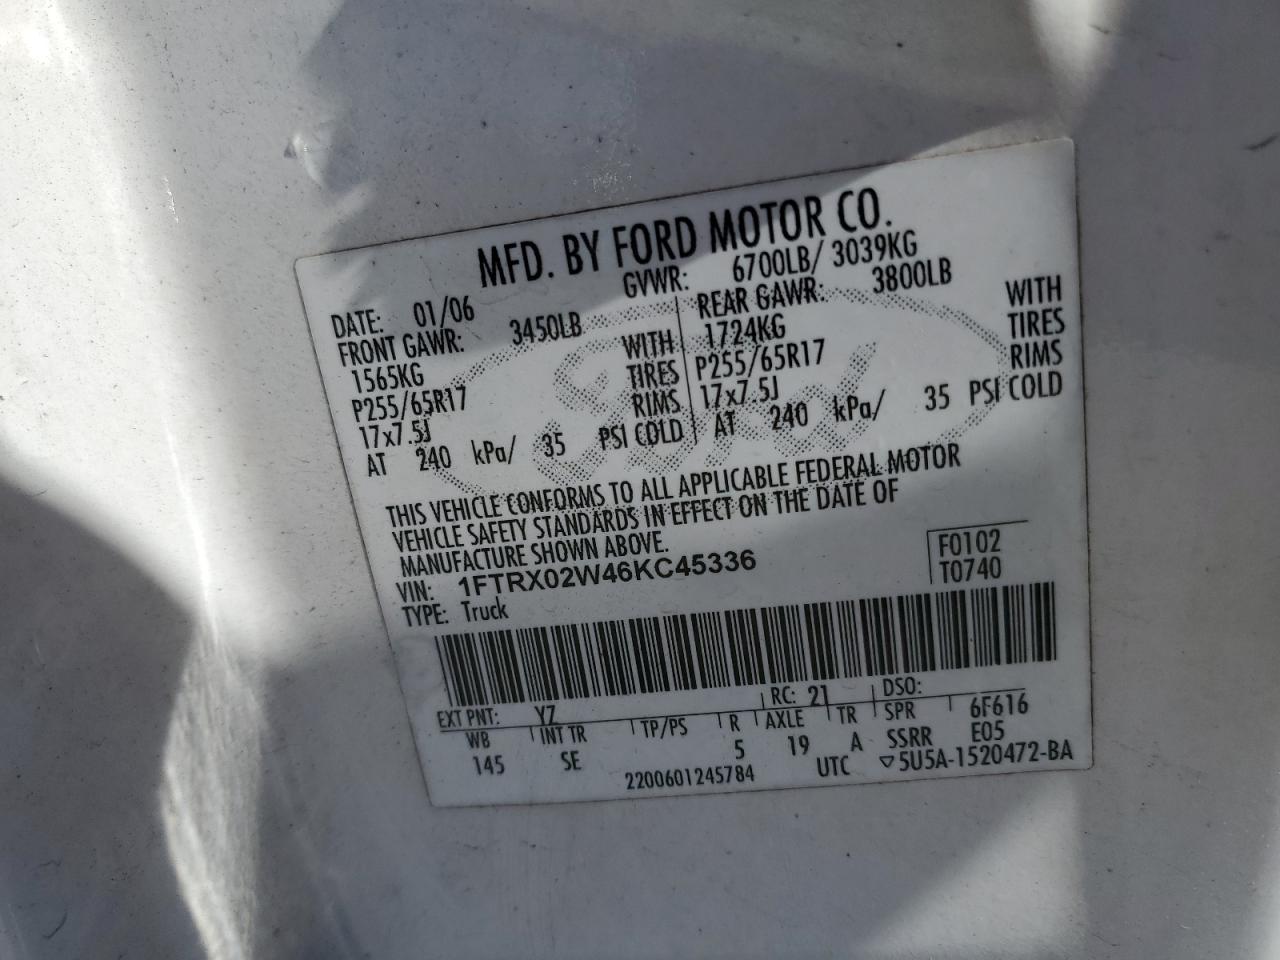 MFD. BY FORD MOTOR CO.
DATE: 01/06 GVWR: 6700LB/ 3039KG
FRONT GAWR: 3450LB REAR GAWR: 3800LB
1565KG WITH 1724KG WITH
P255/65R17 TIRES P255/65R17 TIRES
17x7.5J RIMS 17x7.5J RIMS
AT 240 kPa/ 35 PSI COLD AT 240 kPa/ 35 PSI COLD
Ford
THIS VEHICLE CONFORMS TO ALL APPLICABLE FEDERAL MOTOR
VEHICLE SAFETY STANDARDS IN EFFECT ON THE DATE OF
MANUFACTURE SHOWN ABOVE.
VIN: 1FTRX02W46KC45336 F0102
TYPE: Truck T0740
EXT PNT: YZ RC: 21 DSO:
WB INT TR TP/PS R AXLE TR SPR 6F616
145 SE 5 19 A SSRR E05
2200601245784 UTC ▽5U5A-1520472-BA